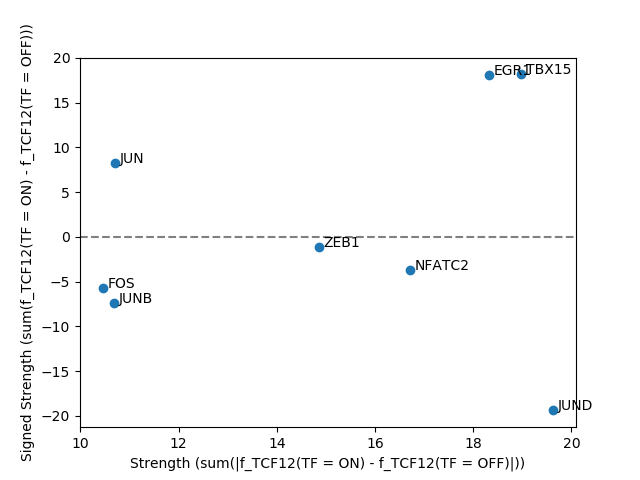 Signed Strength (sum(f_TCF12(TF = ON) - f_TCF12(TF = OFF)))
20
15
10
5
0
−5
−10
−15
−20
EGR1
TBX15
JUN
ZEB1
NFATC2
FOS
JUNB
JUND
10 12 14 16 18 20
Strength (sum(|f_TCF12(TF = ON) - f_TCF12(TF = OFF)|))